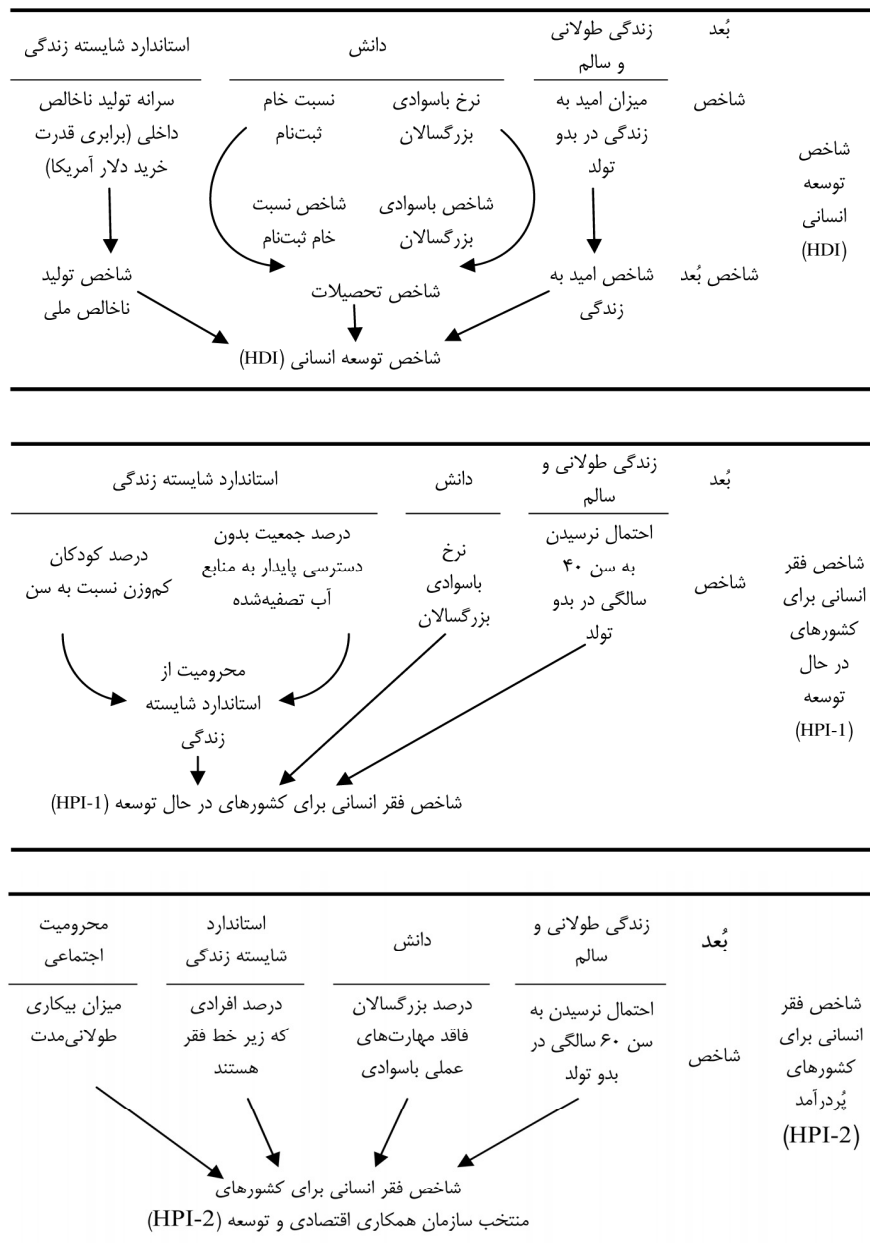 بُعد
زندگی طولانی
و سالم
دانش
استاندارد شایسته زندگی
شاخص
توسعه
انسانی
(HDI)
شاخص
میزان امید به
زندگی در بدو
تولد
نرخ باسوادی
بزرگسالان
نسبت خام
ثبت‌نام
سرانه تولید ناخالص
داخلی (برابری قدرت
خرید دلار آمریکا)
شاخص باسوادی
بزرگسالان
شاخص نسبت
خام ثبت‌نام
شاخص بُعد
شاخص امید به
زندگی
شاخص تحصیلات
شاخص تولید
ناخالص ملی
شاخص توسعه انسانی (HDI)
بُعد
زندگی طولانی و
سالم
دانش
استاندارد شایسته زندگی
شاخص فقر
انسانی برای
کشورهای
در حال
توسعه
(HPI-1)
شاخص
احتمال نرسیدن
به سن ۴۰
سالگی در بدو
تولد
نرخ
باسوادی
بزرگسالان
درصد جمعیت بدون
دسترسی پایدار به منابع
آب تصفیه‌شده
درصد کودکان
کم‌وزن نسبت به سن
محرومیت از
استاندارد شایسته
زندگی
شاخص فقر انسانی برای کشورهای در حال توسعه (HPI-1)
بُعد
زندگی طولانی و
سالم
دانش
استاندارد
شایسته زندگی
محرومیت
اجتماعی
شاخص فقر
انسانی برای
کشورهای
پُردرآمد
(HPI-2)
شاخص
احتمال نرسیدن به
سن ۶۰ سالگی در
بدو تولد
درصد بزرگسالان
فاقد مهارت‌های
عملی باسوادی
درصد افرادی
که زیر خط فقر
هستند
میزان بیکاری
طولانی‌مدت
شاخص فقر انسانی برای کشورهای
منتخب سازمان همکاری اقتصادی و توسعه (HPI-2)